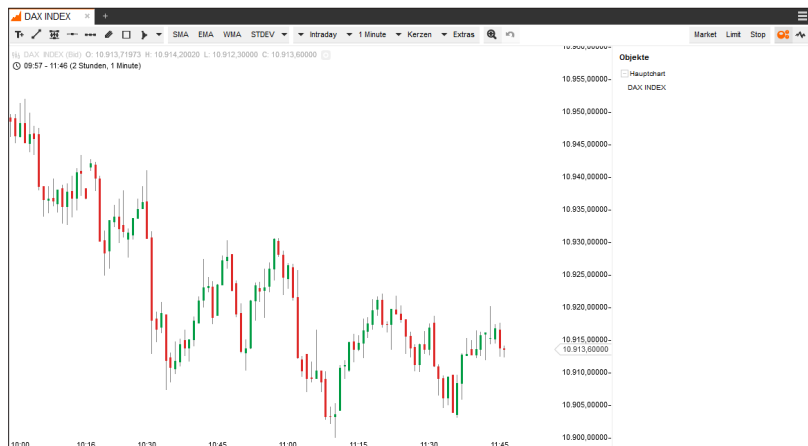 DAX INDEX × +
T+ SMA EMA WMA STDEV Intraday 1 Minute Kerzen Extras Market Limit Stop
DAX INDEX (Bid) O: 10.913,71973 H: 10.914,20020 L: 10.912,30000 C: 10.913,60000
09:57 - 11:46 (2 Stunden, 1 Minute)
Objekte
Hauptchart
DAX INDEX
10.960,00000
10.955,00000
10.950,00000
10.945,00000
10.940,00000
10.935,00000
10.930,00000
10.925,00000
10.920,00000
10.915,00000
10.913,60000
10.910,00000
10.905,00000
10.900,00000
10:00 10:16 10:30 10:45 11:00 11:15 11:30 11:45